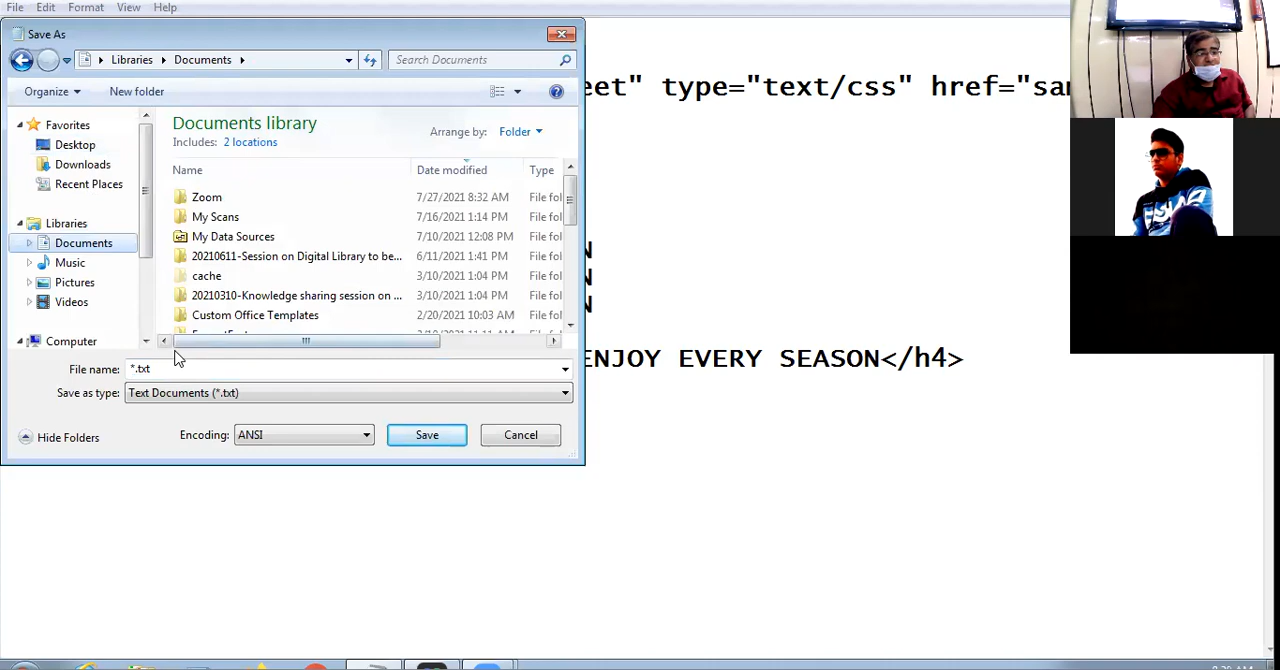 File Edit Format View Help
Save As
Libraries Documents
Search Documents
Organize New folder
Documents library
Includes: 2 locations
Arrange by: Folder
Favorites
Desktop
Downloads
Recent Places
Libraries
Documents
Music
Pictures
Videos
Computer
Name Date modified Type
Zoom 7/27/2021 8:32 AM File fol
My Scans 7/16/2021 1:14 PM File fol
My Data Sources 7/10/2021 12:08 PM File fol
20210611-Session on Digital Library to be... 6/11/2021 1:41 PM File fol
cache 3/10/2021 1:04 PM File fol
20210310-Knowledge sharing session on ... 3/10/2021 1:04 PM File fol
Custom Office Templates 2/20/2021 10:03 AM File fol
File name: *.txt
Save as type: Text Documents (*.txt)
Hide Folders
Encoding: ANSI
Save Cancel
eet" type="text/css" href="sam
N
N
N
ENJOY EVERY SEASON</h4>